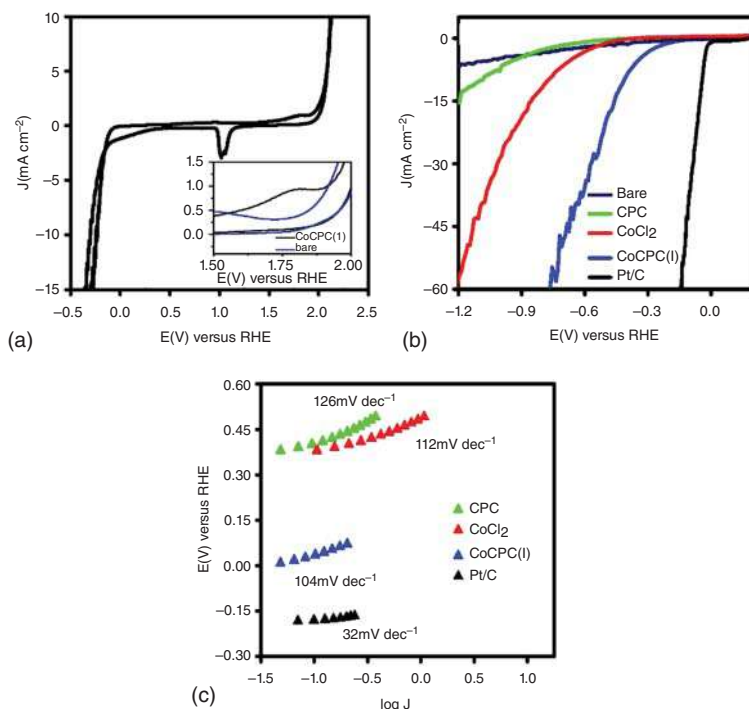 10
5
0
−5
−10
−15
J(mA cm⁻²)
1.5
1.0
0.5
0.0
CoCPC(1)
bare
1.50 1.75 2.00
E(V) versus RHE
−0.5 0.0 0.5 1.0 1.5 2.0 2.5
E(V) versus RHE
(a)
0
−15
−30
−45
−60
J(mA cm⁻²)
Bare
CPC
CoCl₂
CoCPC(I)
Pt/C
−1.2 −0.9 −0.6 −0.3 0.0
E(V) versus RHE
(b)
0.60
0.45
0.30
0.15
0.00
−0.15
−0.30
E(V) versus RHE
126mV dec⁻¹
112mV dec⁻¹
CPC
CoCl₂
CoCPC(I)
Pt/C
104mV dec⁻¹
32mV dec⁻¹
−1.5 −1.0 −0.5 0.0 0.5 1.0
log J
(c)